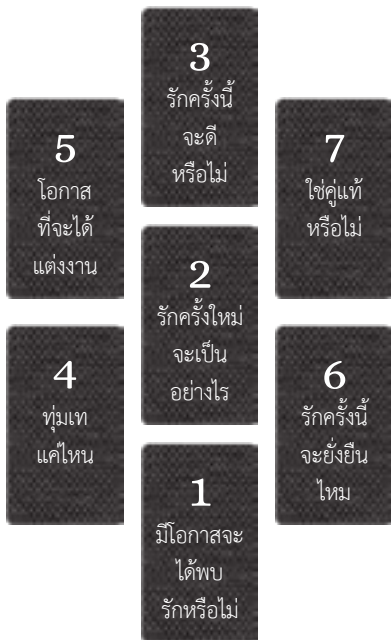 3
รักครั้งนี้
จะดี
หรือไม่
5
โอกาส
ที่จะได้
แต่งงาน
7
ใช่คู่แท้
หรือไม่
2
รักครั้งใหม่
จะเป็น
อย่างไร
4
ทุ่มเท
แค่ไหน
6
รักครั้งนี้
จะยั่งยืน
ไหม
1
มีโอกาสจะ
ได้พบ
รักหรือไม่